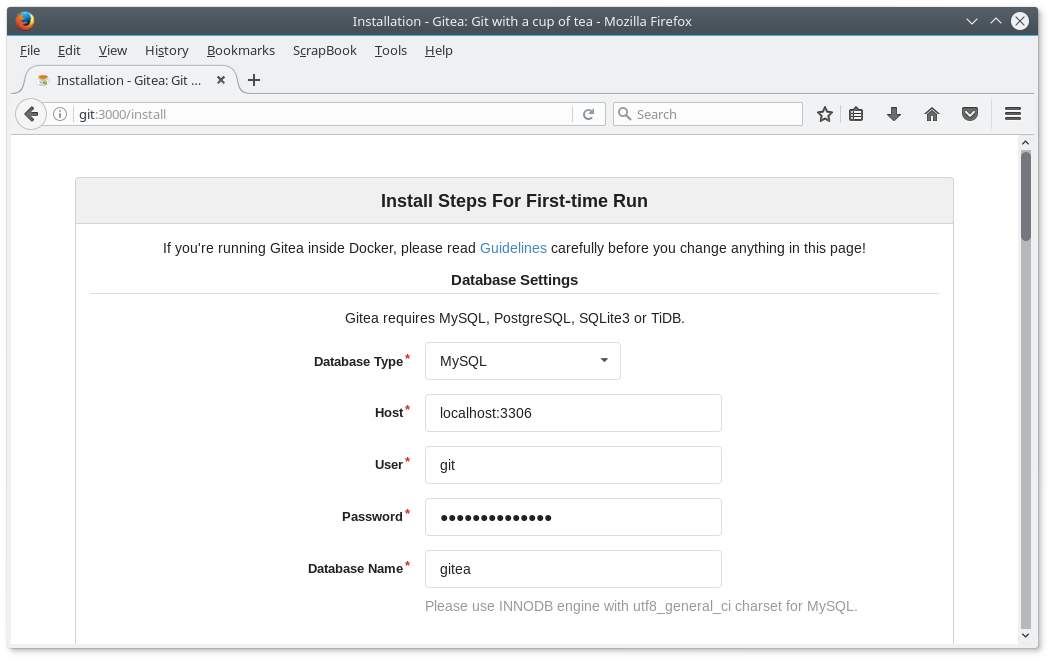 Installation - Gitea: Git with a cup of tea - Mozilla Firefox
File Edit View History Bookmarks ScrapBook Tools Help
Installation - Gitea: Git ...
git:3000/install
Search
Install Steps For First-time Run
If you're running Gitea inside Docker, please read Guidelines carefully before you change anything in this page!
Database Settings
Gitea requires MySQL, PostgreSQL, SQLite3 or TiDB.
Database Type* MySQL
Host* localhost:3306
User* git
Password* ●●●●●●●●●●●●●●
Database Name* gitea
Please use INNODB engine with utf8_general_ci charset for MySQL.